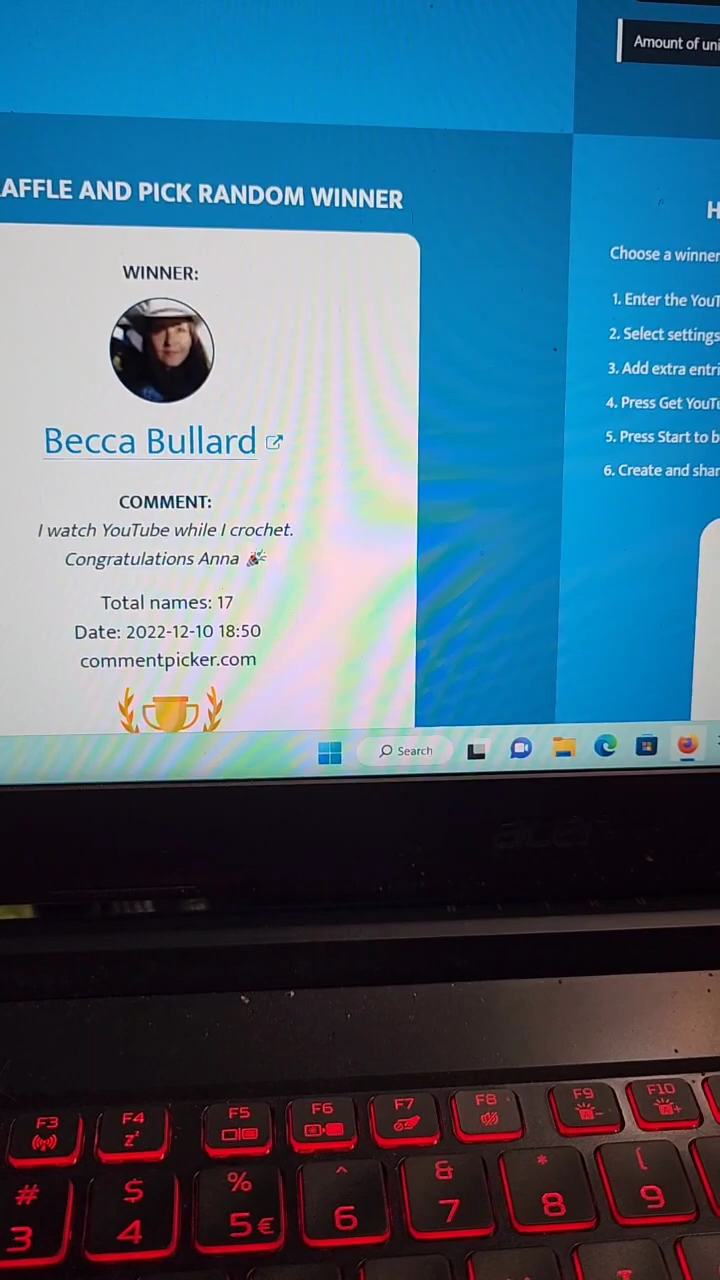 Amount of uni
AFFLE AND PICK RANDOM WINNER
WINNER:
Becca Bullard
COMMENT:
I watch YouTube while I crochet.
Congratulations Anna 🎉
Total names: 17
Date: 2022-12-10 18:50
commentpicker.com
H
Choose a winner
1. Enter the YouT
2. Select settings
3. Add extra entri
4. Press Get YouTu
5. Press Start to b
6. Create and shar
Search
acer
F3 F4 F5 F6 F7 F8 F9 F10
z
# $ % ^ & * (
3 4 5 € 6 7 8 9